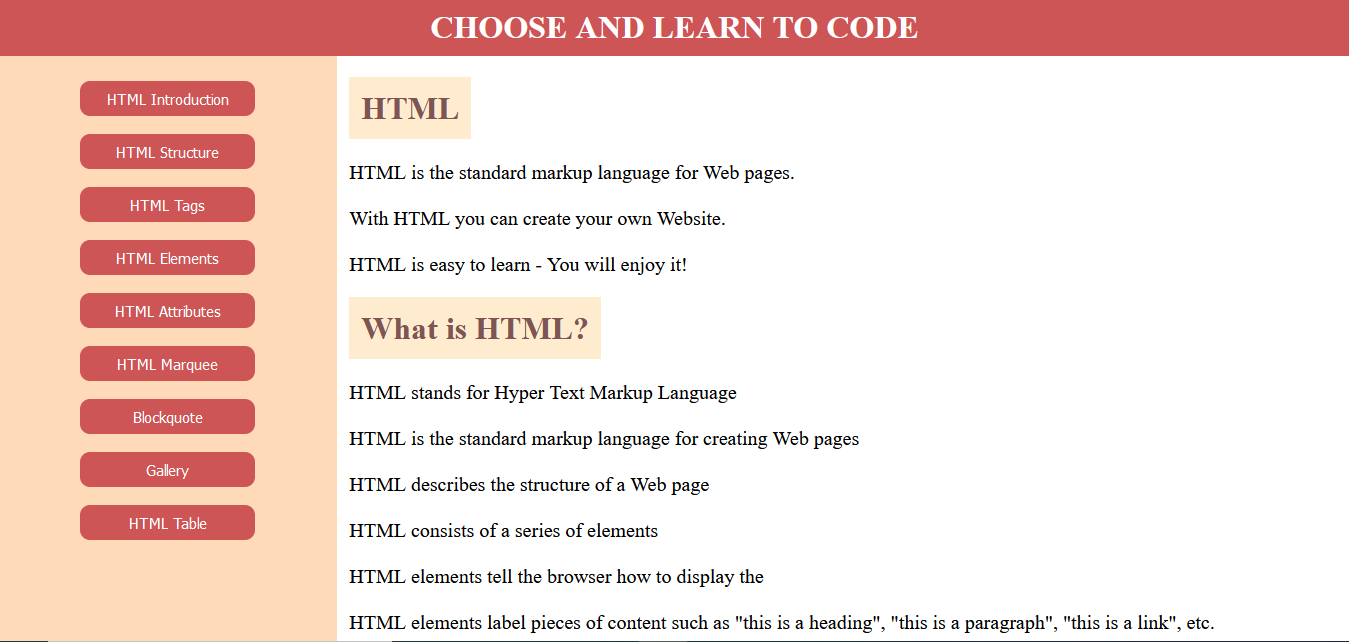 CHOOSE AND LEARN TO CODE
HTML Introduction
HTML Structure
HTML Tags
HTML Elements
HTML Attributes
HTML Marquee
Blockquote
Gallery
HTML Table
HTML
HTML is the standard markup language for Web pages.
With HTML you can create your own Website.
HTML is easy to learn - You will enjoy it!
What is HTML?
HTML stands for Hyper Text Markup Language
HTML is the standard markup language for creating Web pages
HTML describes the structure of a Web page
HTML consists of a series of elements
HTML elements tell the browser how to display the
HTML elements label pieces of content such as "this is a heading", "this is a paragraph", "this is a link", etc.